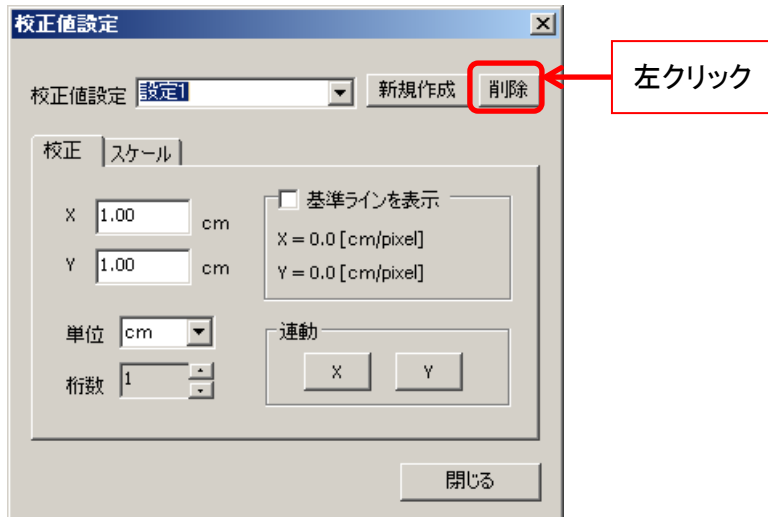 校正値設定
校正値設定 設定1 新規作成 削除
左クリック
校正 スケール
X 1.00 cm
Y 1.00 cm
基準ラインを表示
X = 0.0 [cm/pixel]
Y = 0.0 [cm/pixel]
単位 cm
桁数 1
連動
X Y
閉じる